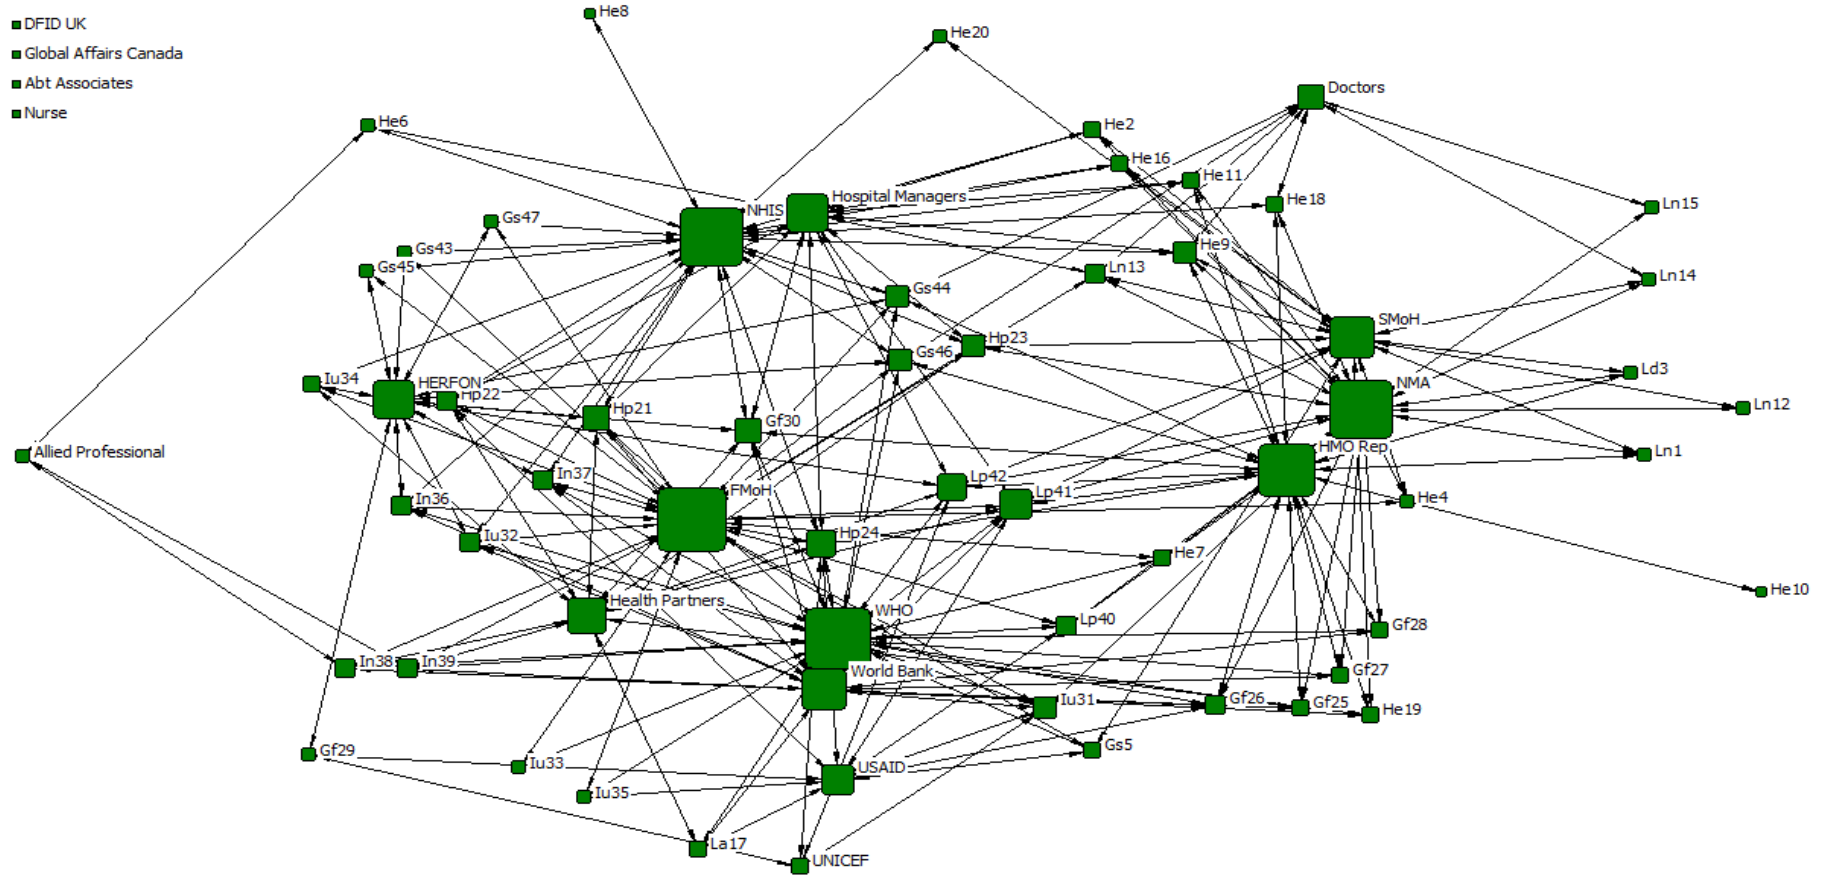 DFID UK
Global Affairs Canada
Abt Associates
Nurse
He8
He20
Doctors
He6
He2
He16
He11
Hospital Managers
He18
Ln15
NHIS
Gs47
Gs43
He9
Gs45
Ln13
Ln14
Gs44
SMoH
Hp23
Gs46
Ld3
Iu34
HERFON
NMA
Hp22
Ln12
Hp21
Gf30
HMO Rep
Allied Professional
Ln1
In37
Lp42
FMoH
Lp41
In36
He4
Iu32
Hp24
He7
He10
Health Partners
WHO
Lp40
Gf28
In38
In39
World Bank
Gf27
Iu31
Gf26
Gf25
He19
Gf29
Iu33
USAID
Gs5
Iu35
La17
UNICEF